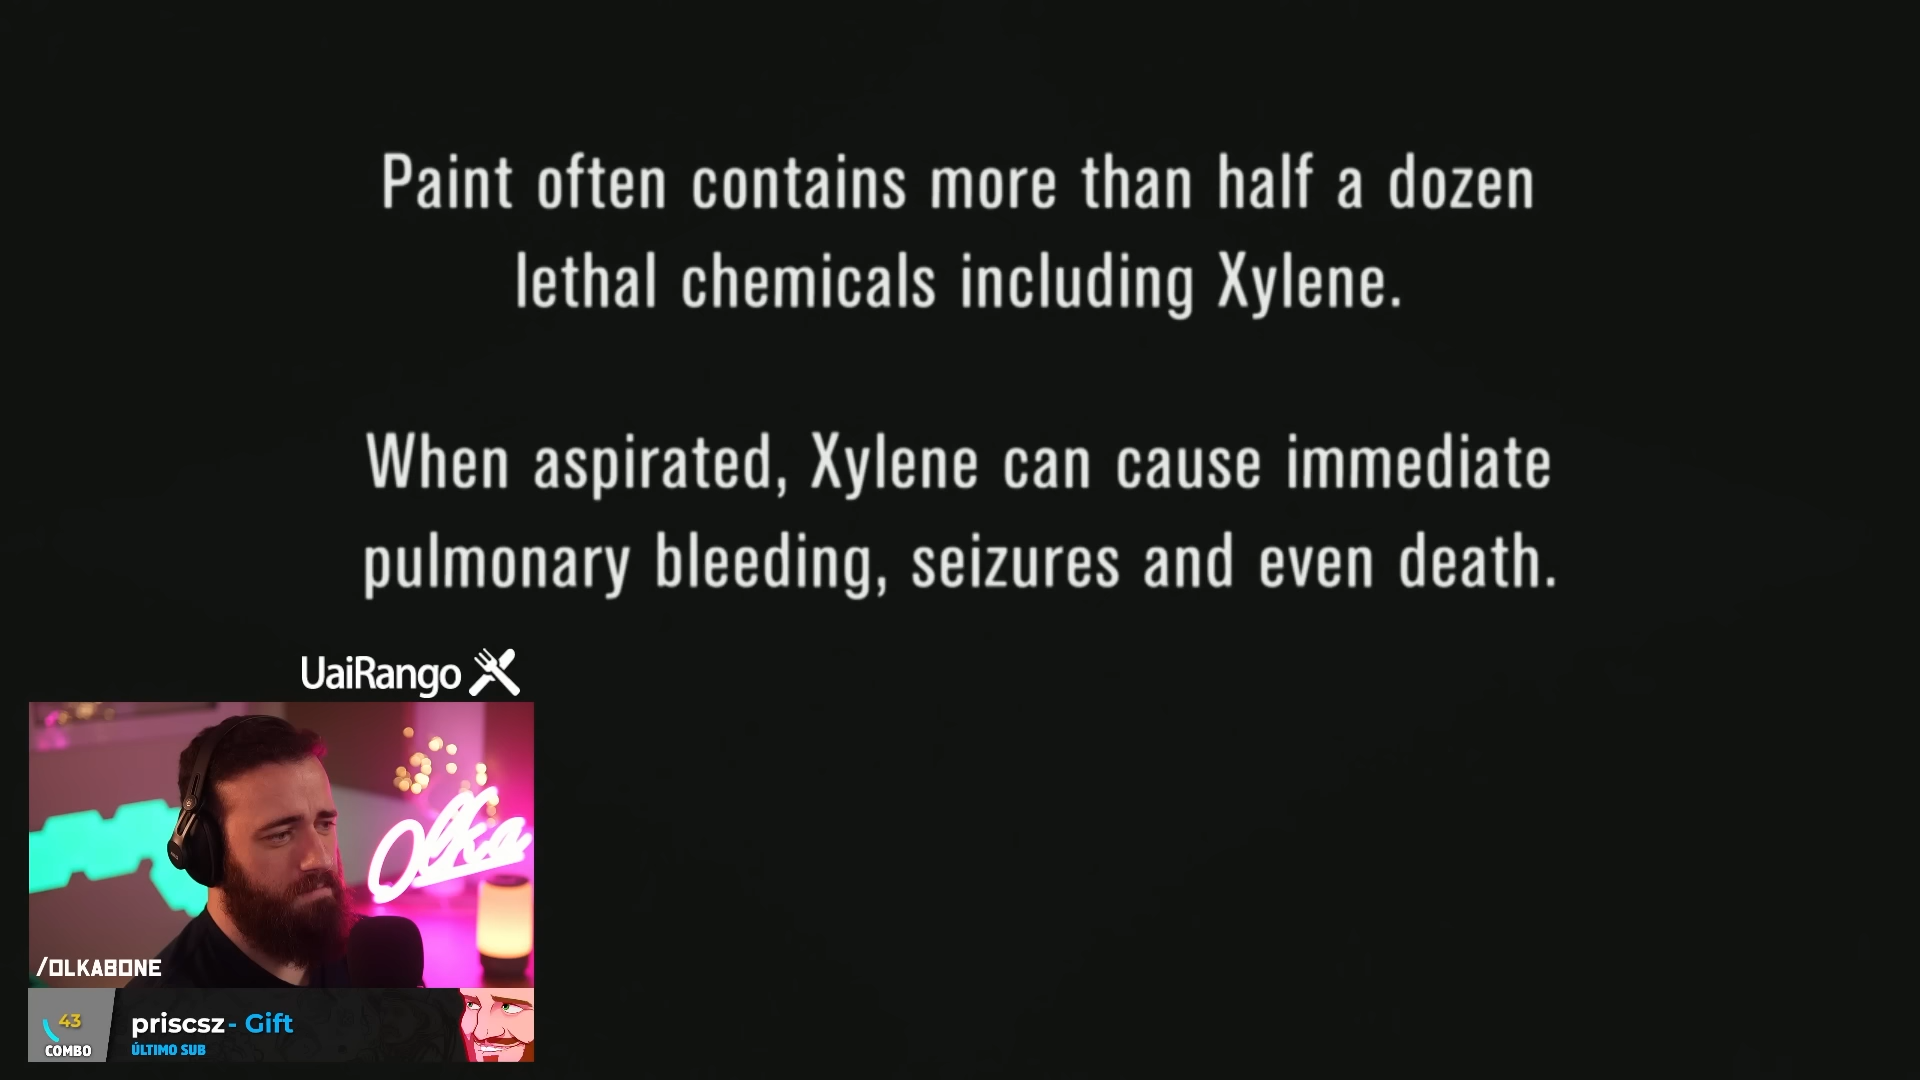 Paint often contains more than half a dozen
lethal chemicals including Xylene.
When aspirated, Xylene can cause immediate
pulmonary bleeding, seizures and even death.
UaiRango
Olka
/OLKABONE
43
COMBO
priscsz - Gift
ÚLTIMO SUB